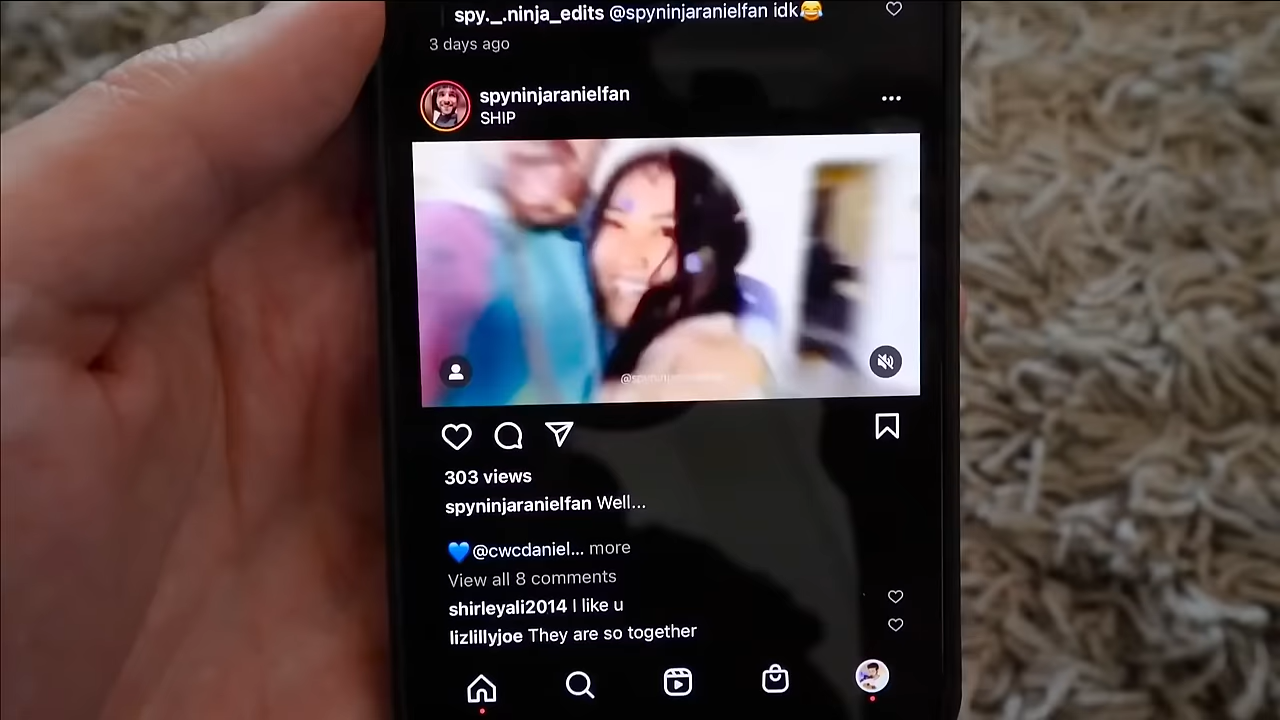 spy._.ninja_edits @spyninjaranielfan idk😂
3 days ago
spyninjaranielfan
SHIP
303 views
spyninjaranielfan Well...
💙@cwcdaniel... more
View all 8 comments
shirleyali2014 I like u
lizlillyjoe They are so together